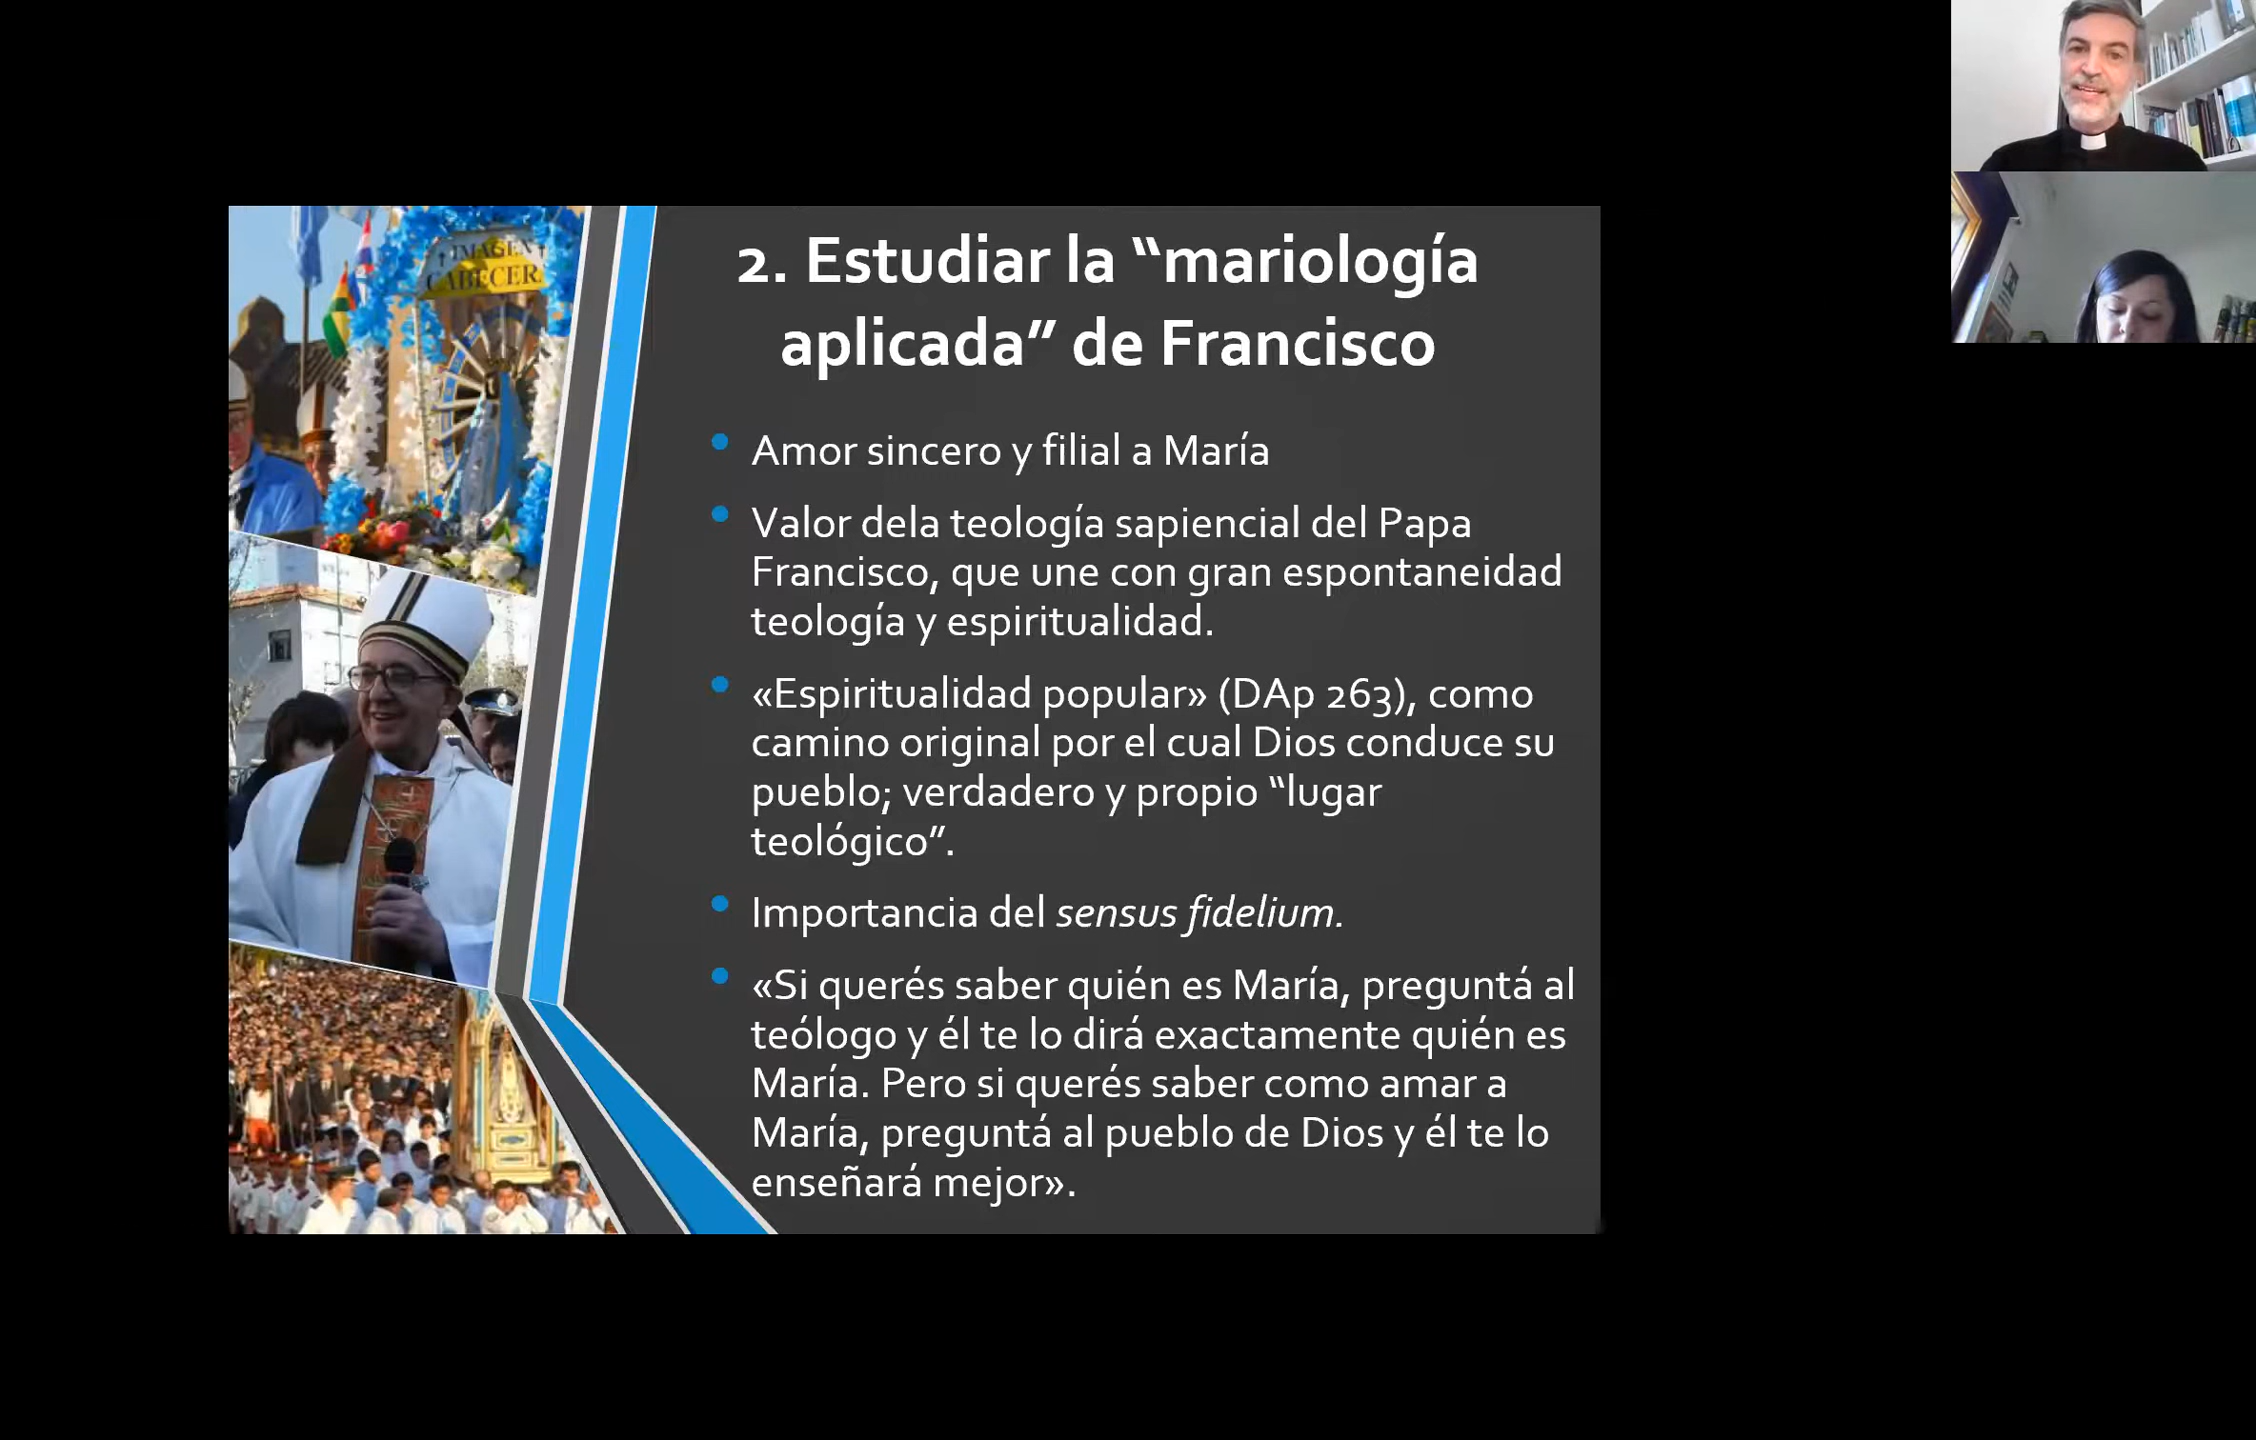 IMAGEN
CABECER
2. Estudiar la “mariología
aplicada” de Francisco
Amor sincero y filial a María
Valor dela teología sapiencial del Papa
Francisco, que une con gran espontaneidad
teología y espiritualidad.
«Espiritualidad popular» (DAp 263), como
camino original por el cual Dios conduce su
pueblo; verdadero y propio “lugar
teológico”.
Importancia del sensus fidelium.
«Si querés saber quién es María, preguntá al
teólogo y él te lo dirá exactamente quién es
María. Pero si querés saber como amar a
María, preguntá al pueblo de Dios y él te lo
enseñará mejor».